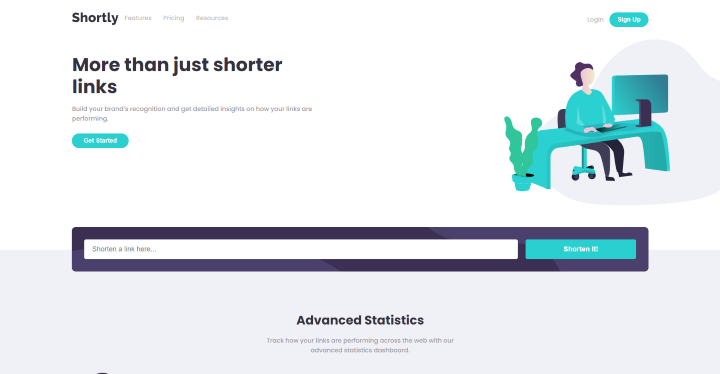 Shortly Features Pricing Resources Login Sign Up
More than just shorter
links
Build your brand's recognition and get detailed insights on how your links are
performing.
Get Started
Shorten a link here...
Shorten It!
Advanced Statistics
Track how your links are performing across the web with our
advanced statistics dashboard.